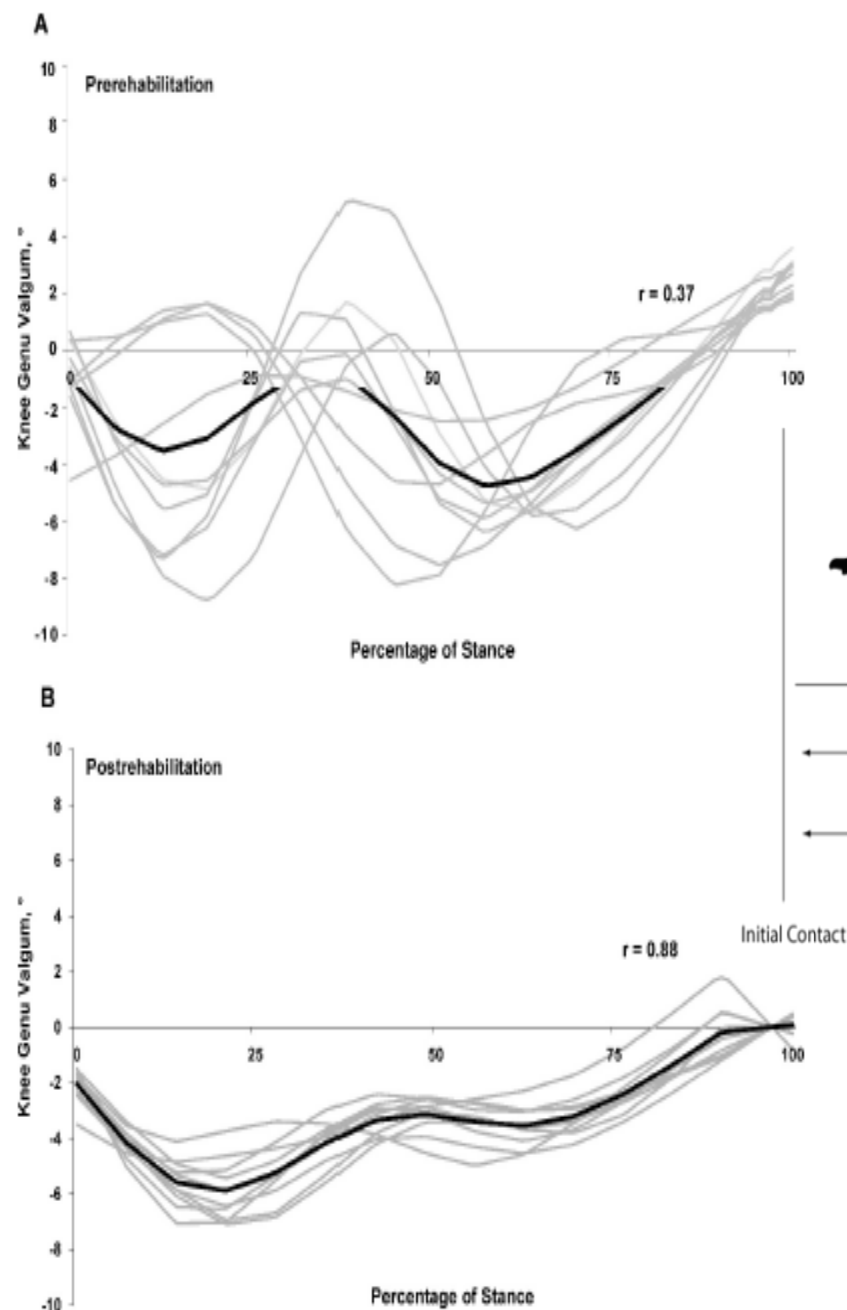 A
Prerehabilitation
10
8
6
4
2
0
-2
-4
-6
-8
-10
Knee Genu Valgum, °
r = 0.37
0
25
50
75
100
Percentage of Stance
B
Postrehabilitation
10
8
6
4
2
0
-2
-4
-6
-8
-10
Knee Genu Valgum, °
r = 0.88
Initial Contact
0
25
50
75
100
Percentage of Stance